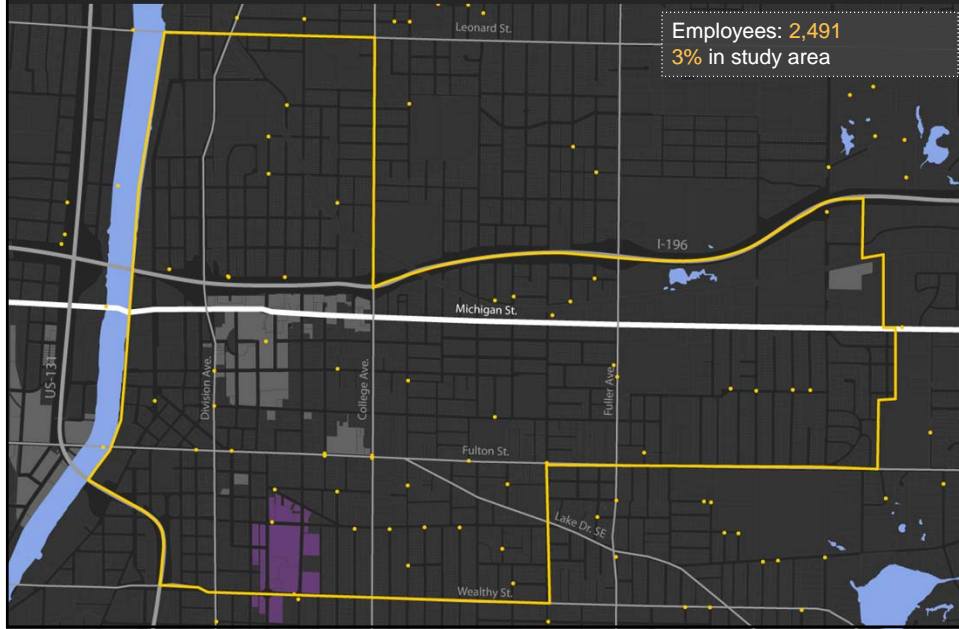 Leonard St.
Employees: 2,491
3% in study area
I-196
Michigan St.
US-131
Division Ave.
College Ave.
Fuller Ave.
Fulton St.
Lake Dr. SE
Wealthy St.